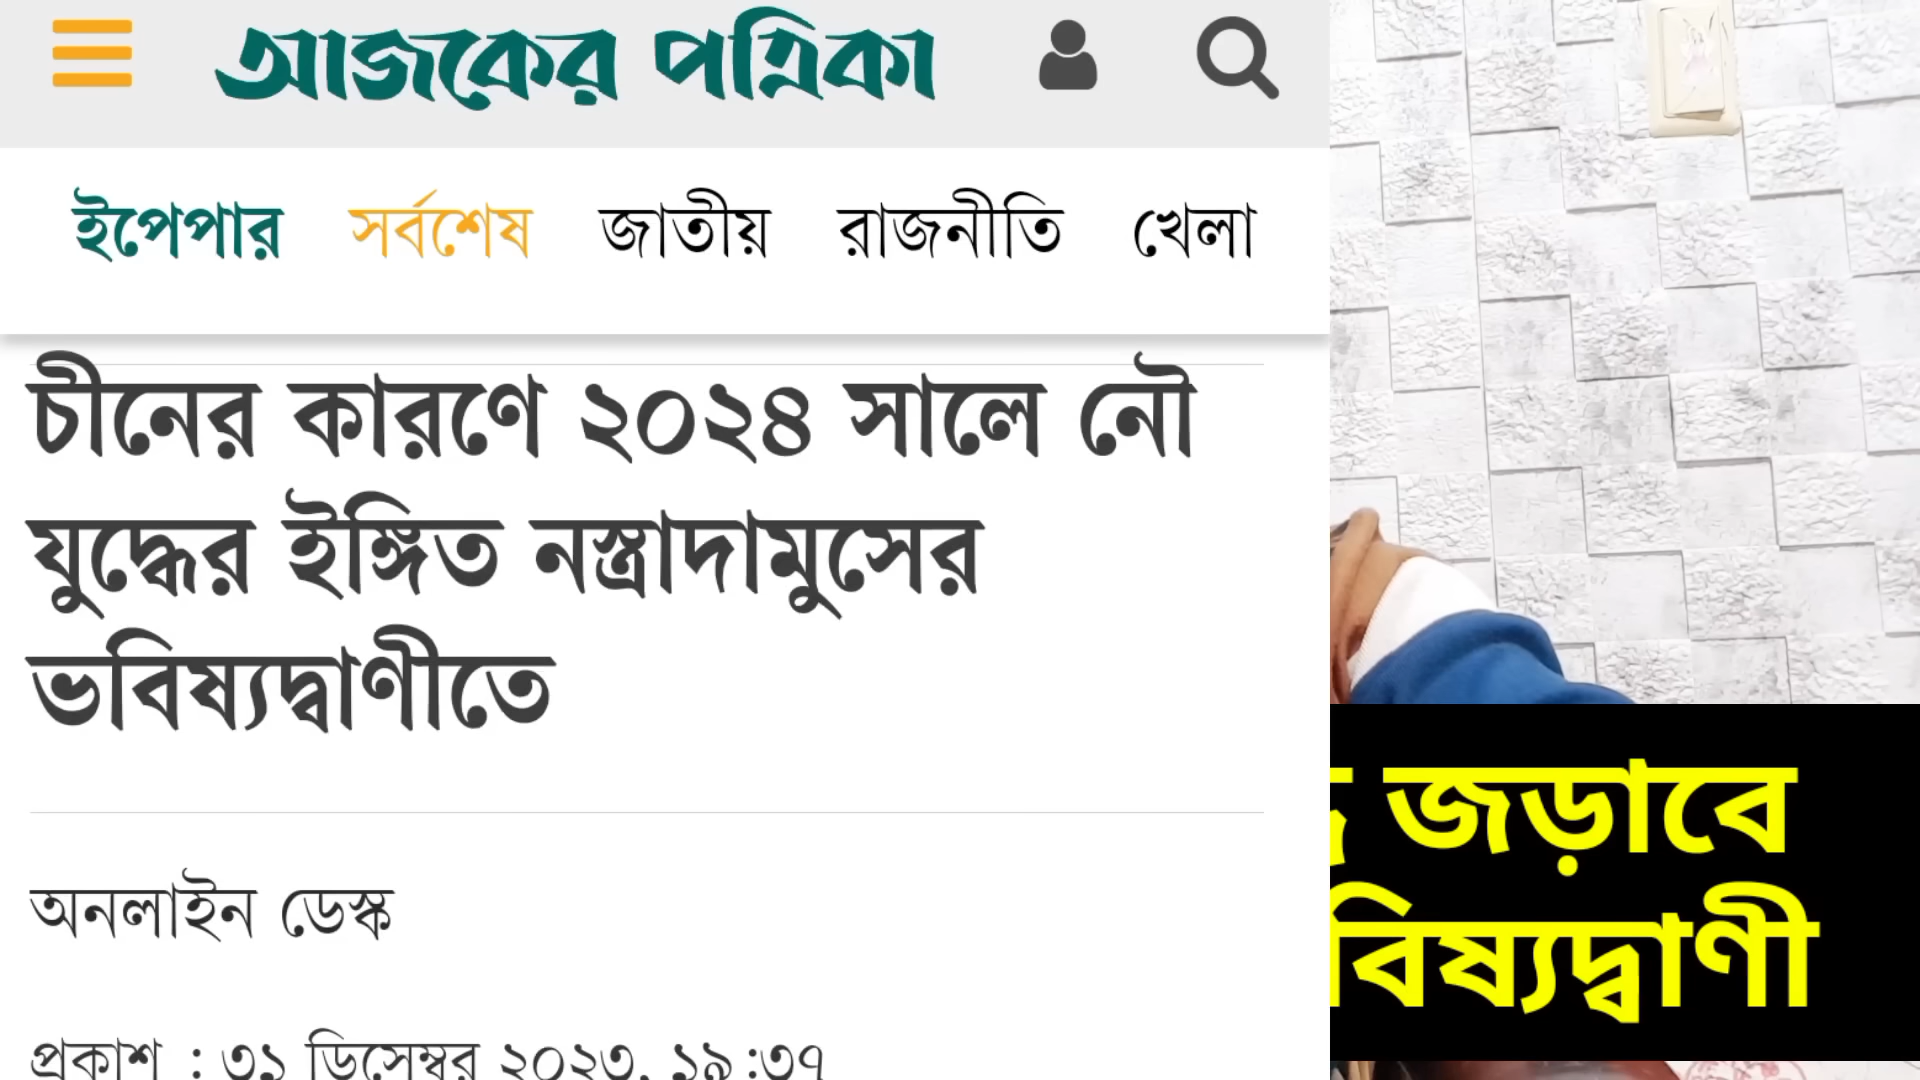 আজকের পত্রিকা
ইপেপার সর্বশেষ জাতীয় রাজনীতি খেলা
চীনের কারণে ২০২৪ সালে নৌ
যুদ্ধের ইঙ্গিত নস্ত্রাদামুসের
ভবিষ্যদ্বাণীতে
অনলাইন ডেস্ক
প্রকাশ : ৩১ ডিসেম্বর ২০২৩, ১৯:৩৭
জড়াবে
বিষ্যদ্বাণী